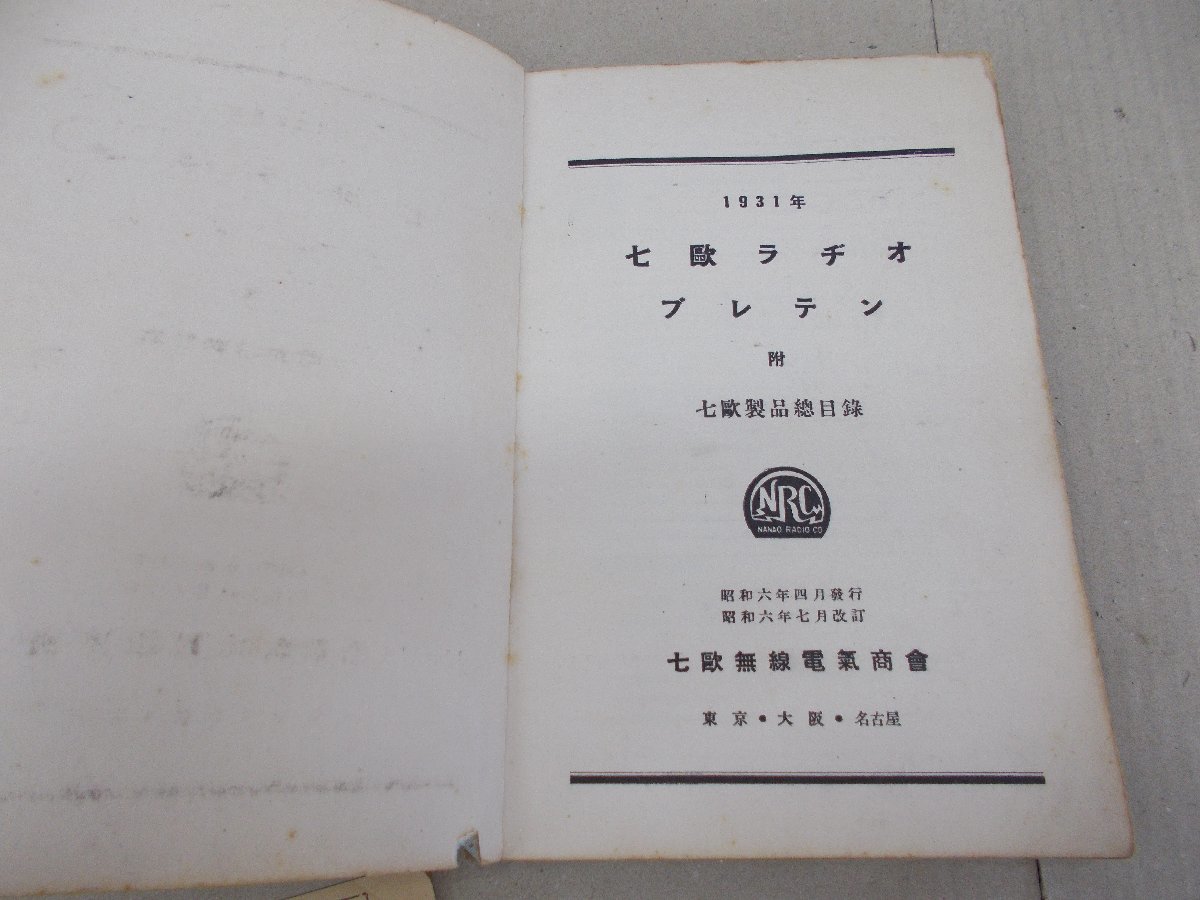 1931年
七歐ラヂオ
ブレテン
附
七歐製品總目錄
NRC
NANAO RADIO CO
昭和六年四月發行
昭和六年七月改訂
七歐無線電氣商會
東京・大阪・名古屋